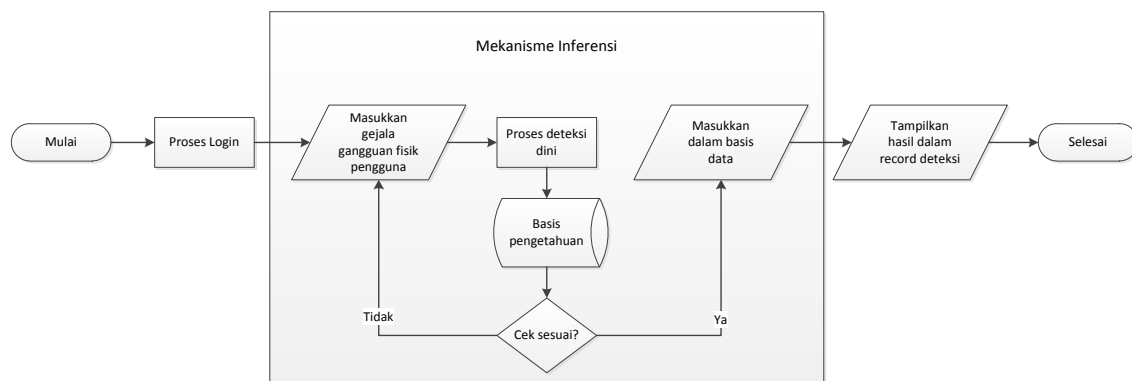 Mekanisme Inferensi
Mulai
Proses Login
Masukkan
gejala
gangguan fisik
pengguna
Proses deteksi
dini
Basis
pengetahuan
Cek sesuai?
Tidak
Ya
Masukkan
dalam basis
data
Tampilkan
hasil dalam
record deteksi
Selesai